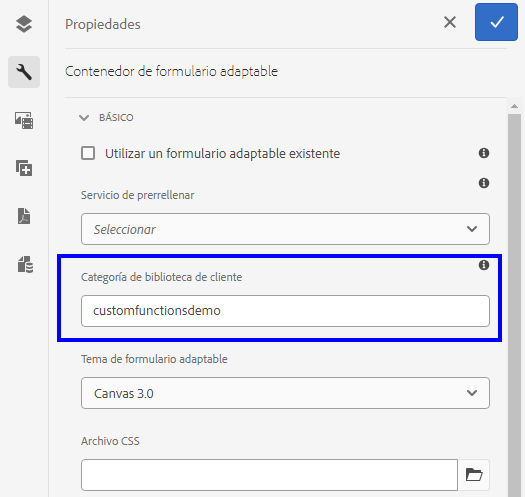 Propiedades
Contenedor de formulario adaptable
BÁSICO
Utilizar un formulario adaptable existente
Servicio de prerrellenar
Seleccionar
Categoría de biblioteca de cliente
customfunctionsdemo
Tema de formulario adaptable
Canvas 3.0
Archivo CSS